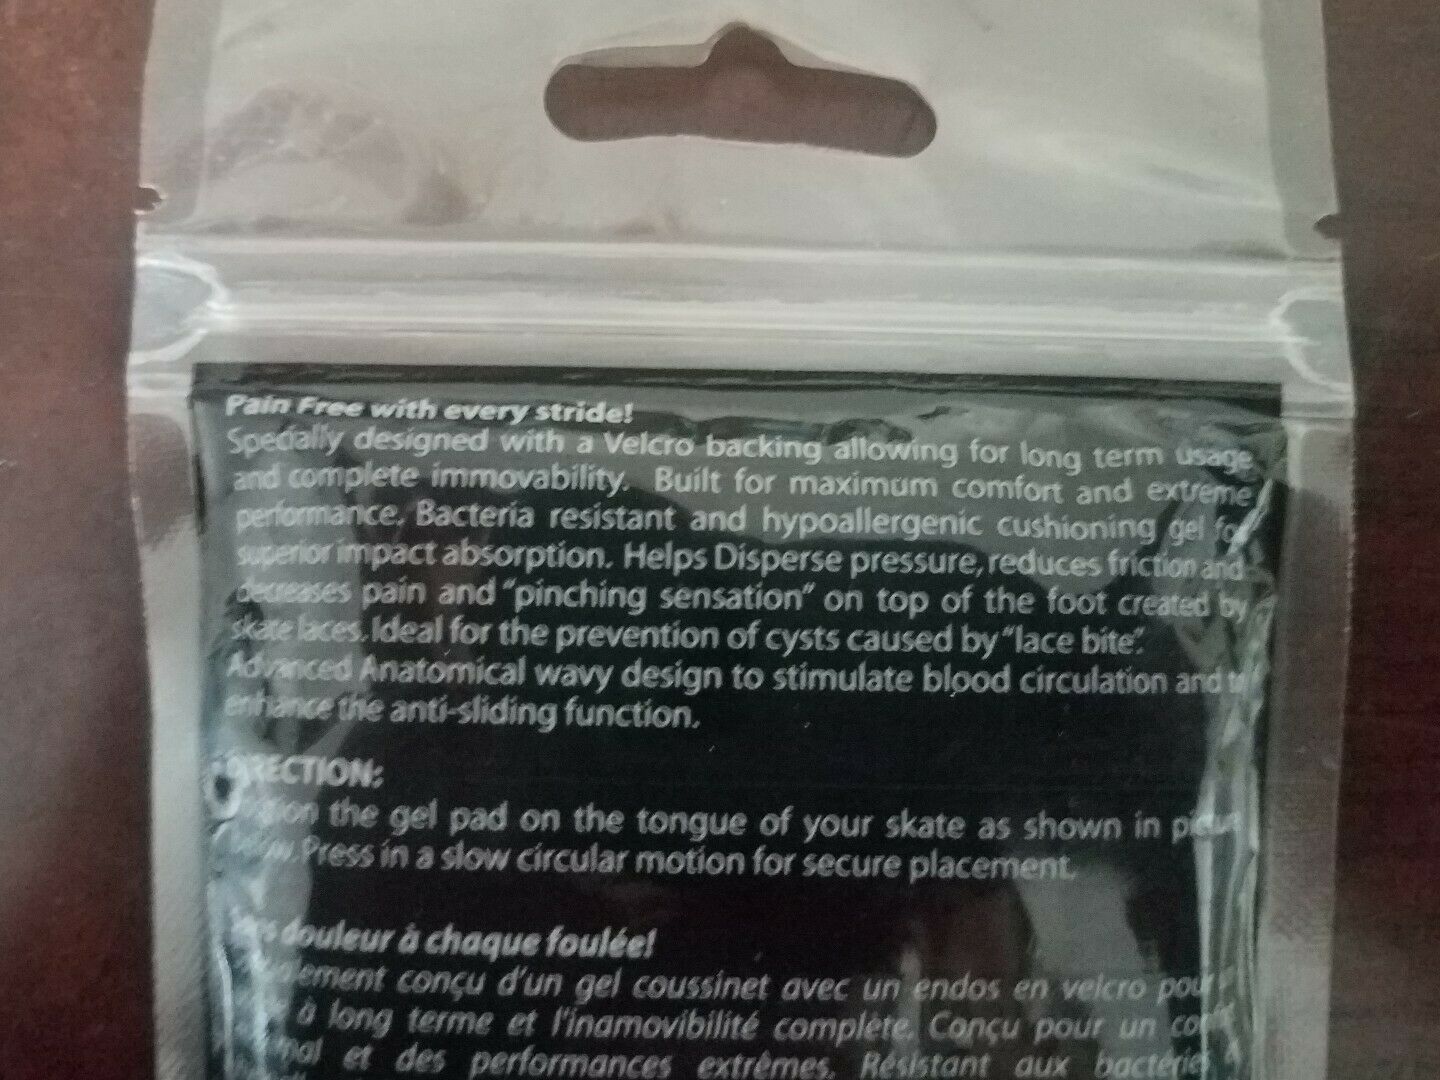 Pain Free with every stride!
Specially designed with a Velcro backing allowing for long term usage
and complete immovability. Built for maximum comfort and extreme
performance. Bacteria resistant and hypoallergenic cushioning gel for
superior impact absorption. Helps Disperse pressure, reduces friction and
decreases pain and "pinching sensation" on top of the foot created by
skate laces. Ideal for the prevention of cysts caused by "lace bite".
Advanced Anatomical wavy design to stimulate blood circulation and to
enhance the anti-sliding function.
DIRECTION:
the gel pad on the tongue of your skate as shown in
Press in a slow circular motion for secure placement.
douleur à chaque foulée!
conçu d'un gel coussinet avec un endos en velcro pour
à long terme et l'inamovibilité complète. Conçu pour un
et des performances extrêmes. Résistant aux bactéries